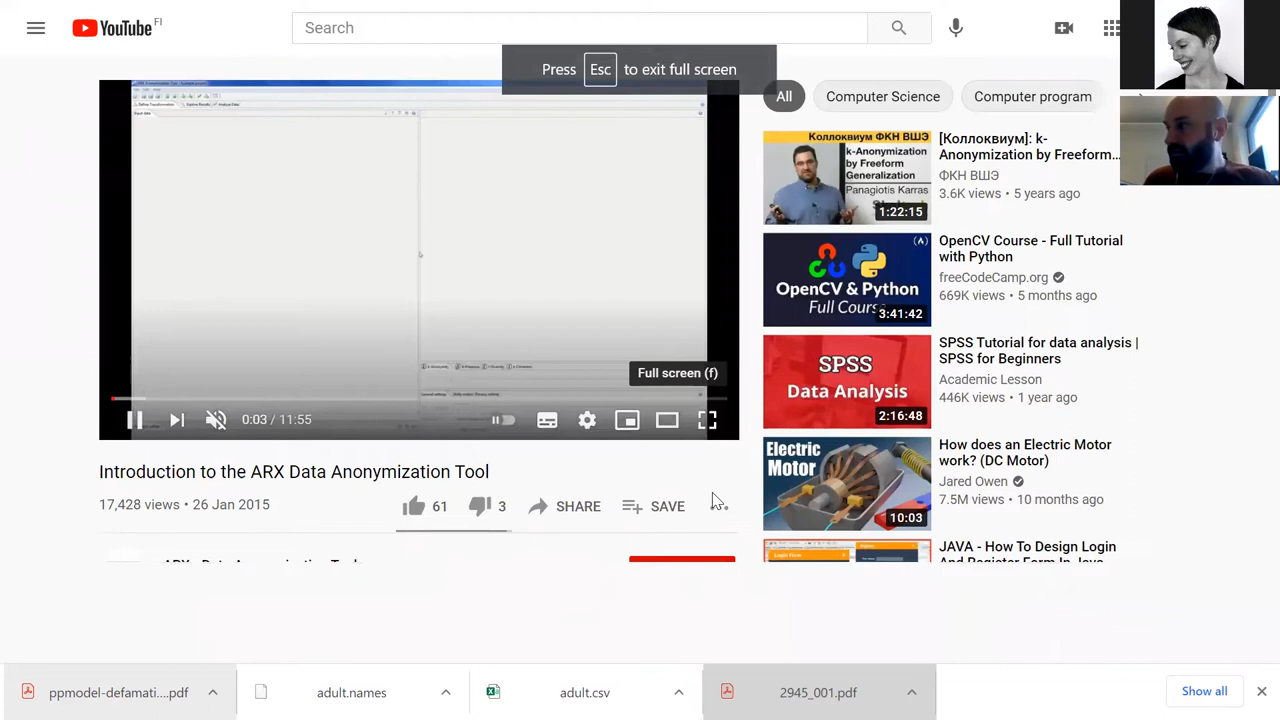 YouTube FI
Search
Press Esc to exit full screen
All
Computer Science
Computer program
Коллоквиум ФКН ВШЭ
k-Anonymization
by Freeform
Generalization
Panagiotis Karras
1:22:15
[Коллоквиум]: k-
Anonymization by Freeform...
ФКН ВШЭ
3.6K views • 5 years ago
OpenCV & Python
Full Course
3:41:42
OpenCV Course - Full Tutorial
with Python
freeCodeCamp.org
669K views • 5 months ago
SPSS
Data Analysis
2:16:48
SPSS Tutorial for data analysis |
SPSS for Beginners
Academic Lesson
446K views • 1 year ago
Electric
Motor
10:03
How does an Electric Motor
work? (DC Motor)
Jared Owen
7.5M views • 10 months ago
JAVA - How To Design Login
And Register Form In Java
Full screen (f)
0:03 / 11:55
Introduction to the ARX Data Anonymization Tool
17,428 views • 26 Jan 2015
61
3
SHARE
SAVE
ppmodel-defamati....pdf
adult.names
adult.csv
2945_001.pdf
Show all